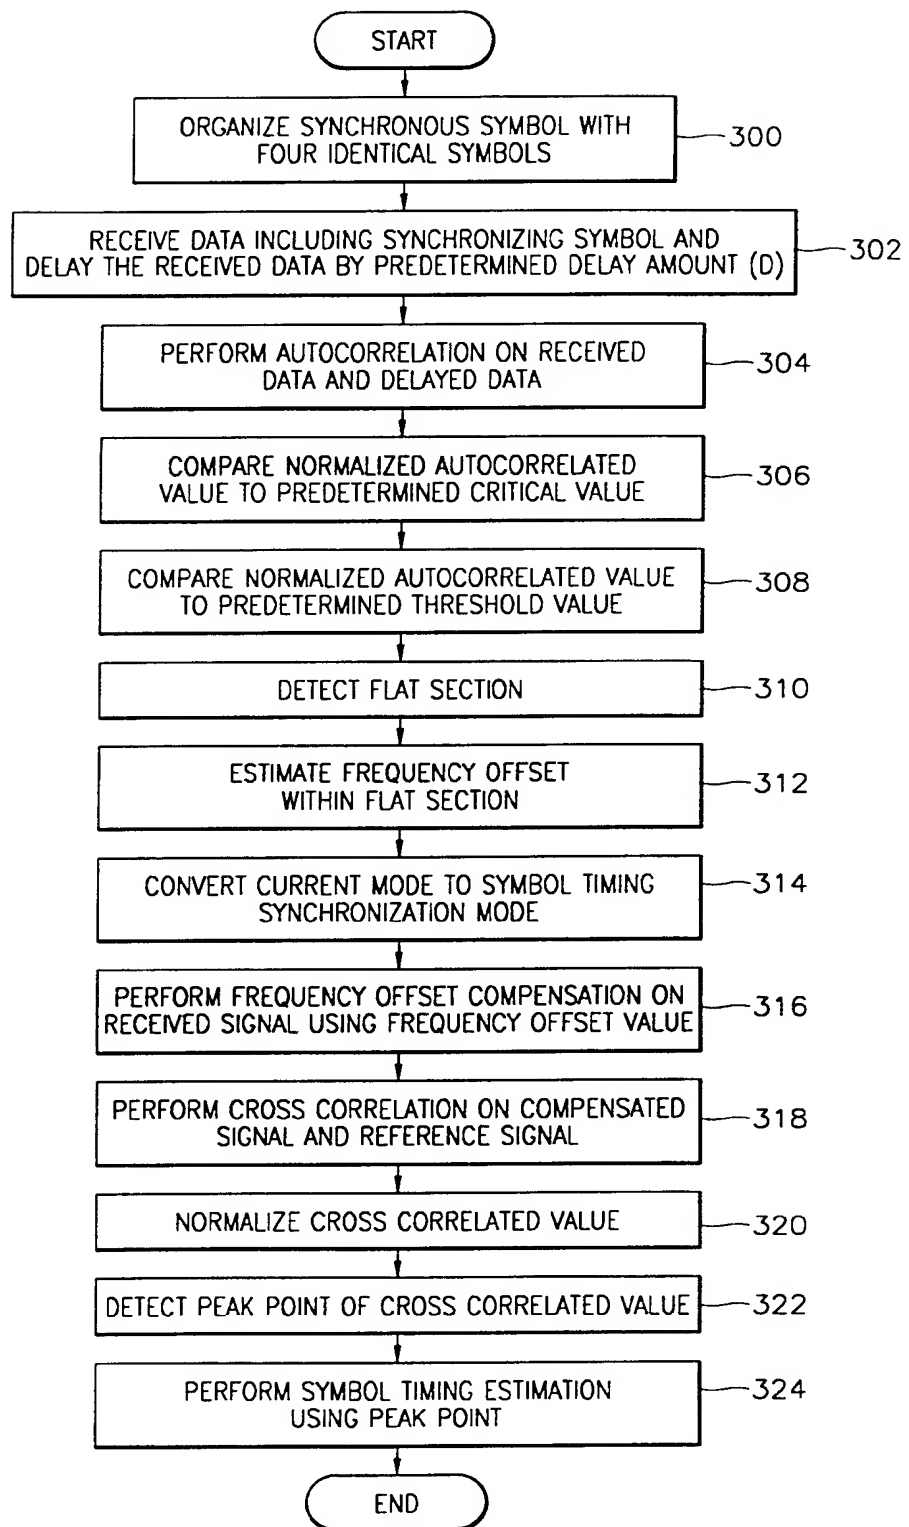 START
ORGANIZE SYNCHRONOUS SYMBOL WITH
FOUR IDENTICAL SYMBOLS
300
RECEIVE DATA INCLUDING SYNCHRONIZING SYMBOL AND
DELAY THE RECEIVED DATA BY PREDETERMINED DELAY AMOUNT (D)
302
PERFORM AUTOCORRELATION ON RECEIVED
DATA AND DELAYED DATA
304
COMPARE NORMALIZED AUTOCORRELATED
VALUE TO PREDETERMINED CRITICAL VALUE
306
COMPARE NORMALIZED AUTOCORRELATED VALUE
TO PREDETERMINED THRESHOLD VALUE
308
DETECT FLAT SECTION
310
ESTIMATE FREQUENCY OFFSET
WITHIN FLAT SECTION
312
CONVERT CURRENT MODE TO SYMBOL TIMING
SYNCHRONIZATION MODE
314
PERFORM FREQUENCY OFFSET COMPENSATION ON
RECEIVED SIGNAL USING FREQUENCY OFFSET VALUE
316
PERFORM CROSS CORRELATION ON COMPENSATED
SIGNAL AND REFERENCE SIGNAL
318
NORMALIZE CROSS CORRELATED VALUE
320
DETECT PEAK POINT OF CROSS CORRELATED VALUE
322
PERFORM SYMBOL TIMING ESTIMATION
USING PEAK POINT
324
END